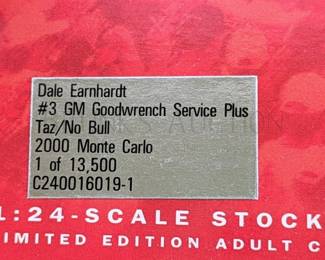 Dale Earnhardt
#3 GM Goodwrench Service Plus
Taz/No Bull
2000 Monte Carlo
1 of 13,500
C240016019-1
1:24-SCALE STOCK
LIMITED EDITION ADULT C